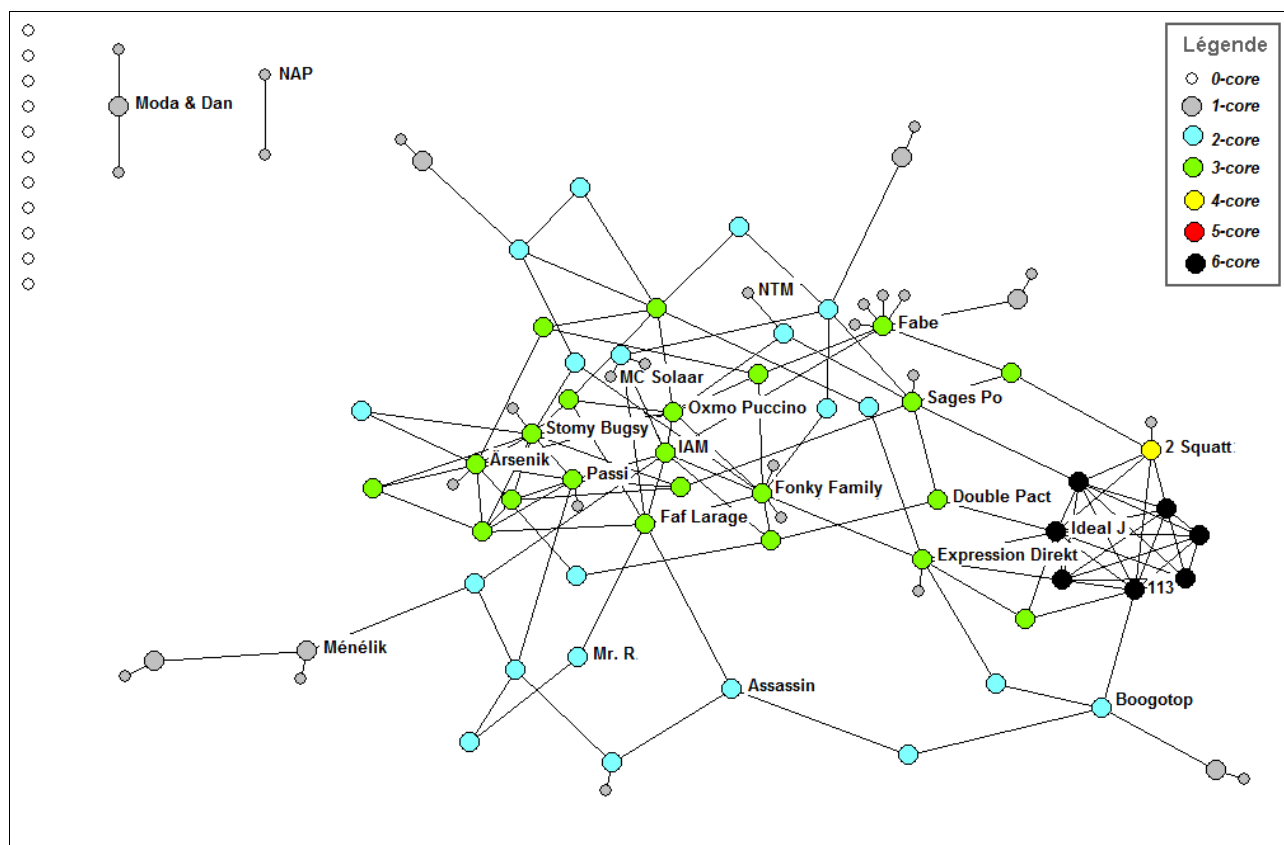 Légende
0-core
1-core
2-core
3-core
4-core
5-core
6-core
NAP
Moda & Dan
NTM
Fabe
MC Solaar
Oxmo Puccino
Sages Po
Stomy Bugsy
IAM
2 Squatt
Ärsenik
Passi
Fonky Family
Double Pact
Faf Larage
Ideal J
Expression Direkt
113
Ménélik
Mr. R
Assassin
Boogotop